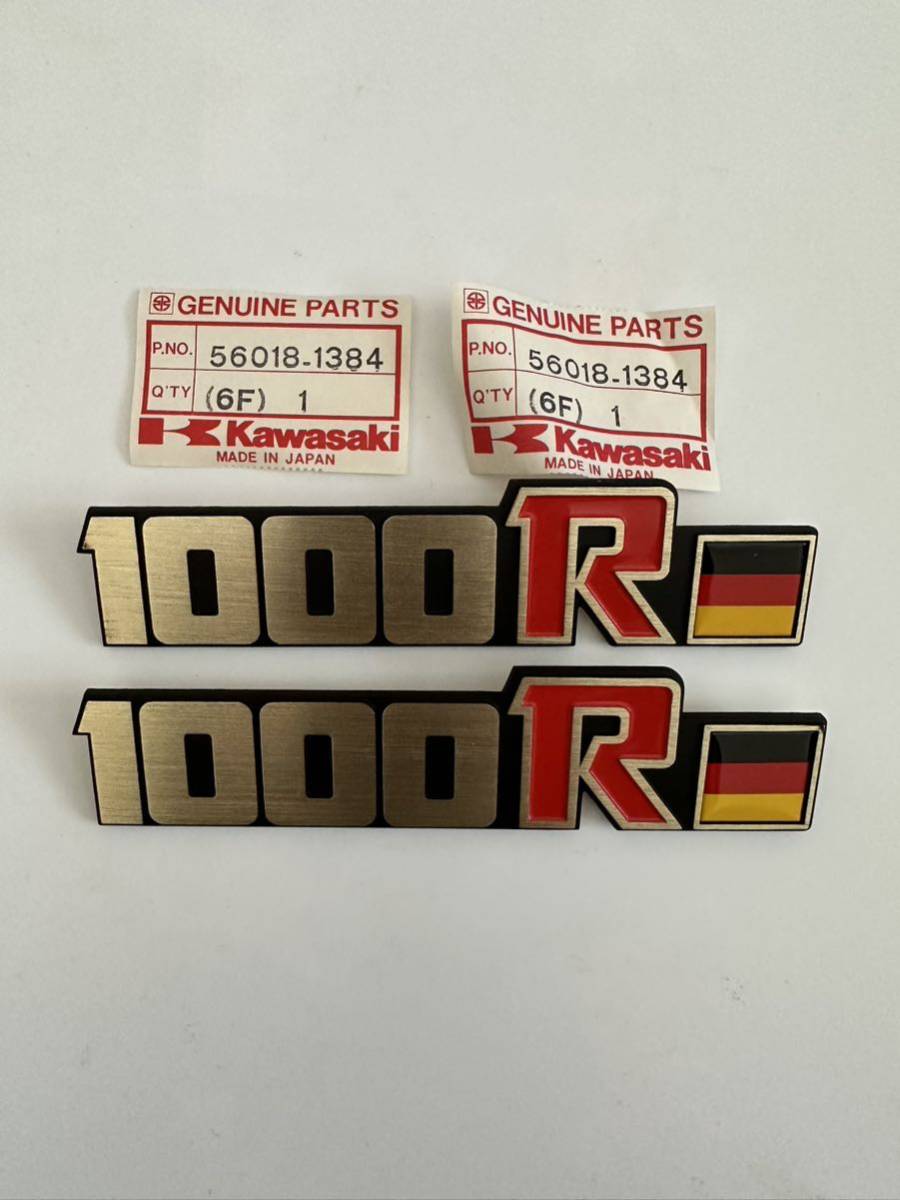 GENUINE PARTS
P.NO. 56018-1384
Q'TY (6F) 1
Kawasaki
MADE IN JAPAN
GENUINE PARTS
P.NO. 56018-1384
Q'TY (6F) 1
Kawasaki
MADE IN JAPAN
1000R
1000R